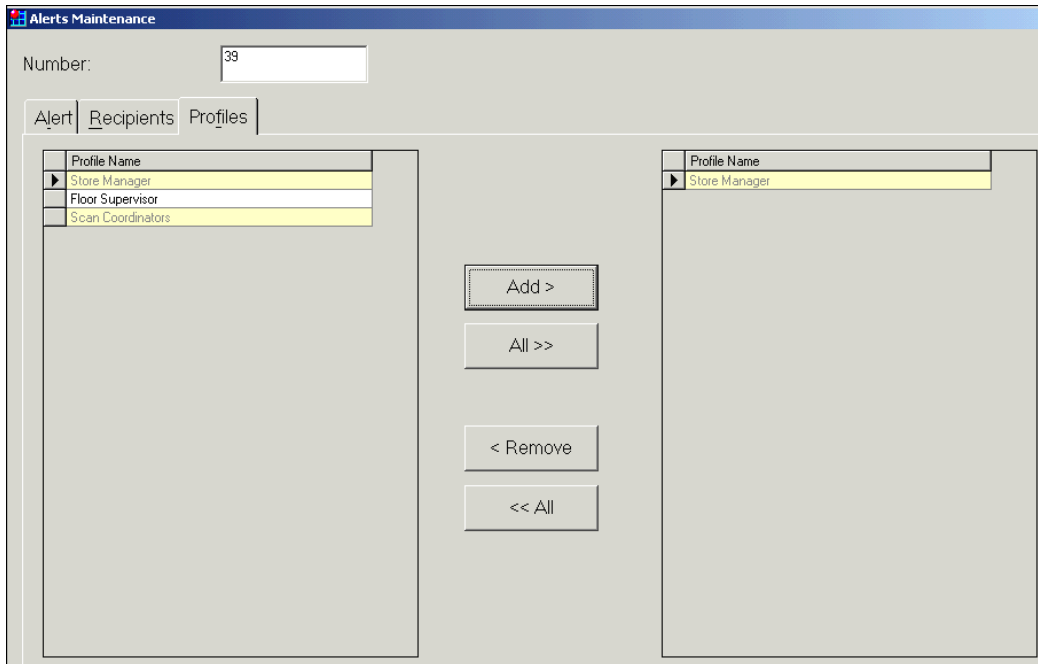 Alerts Maintenance
Number:
39
Alert Recipients Profiles
Profile Name
Store Manager
Floor Supervisor
Scan Coordinators
Add >
All >>
< Remove
<< All
Profile Name
Store Manager